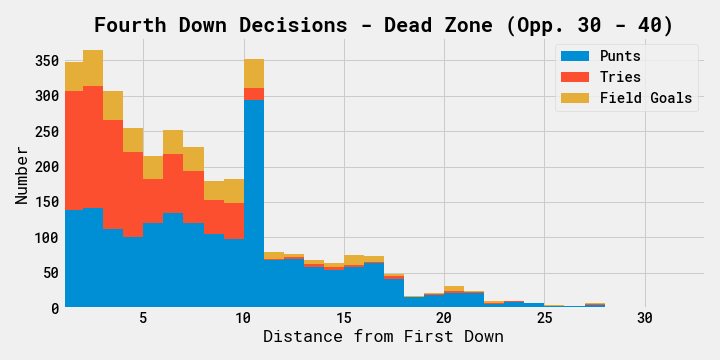 Fourth Down Decisions - Dead Zone (Opp. 30 - 40)
Punts
Tries
Field Goals
Number
350
300
250
200
150
100
50
0
5 10 15 20 25 30
Distance from First Down